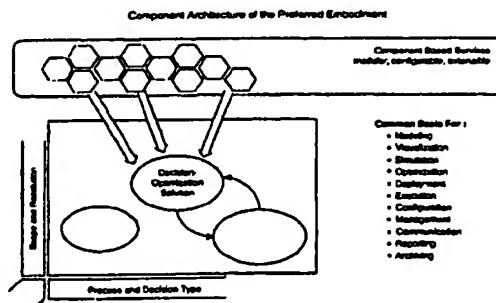 Component Architecture of the Preferred Embodiment
Component Based Services
modular, configurable, extensible
Decision-
Optimization
Solution
Scope and Resolution
Process and Decision Type
Common Basis For :
• Modeling
• Visualization
• Simulation
• Optimization
• Deployment
• Execution
• Configuration
• Management
• Communication
• Reporting
• Archiving